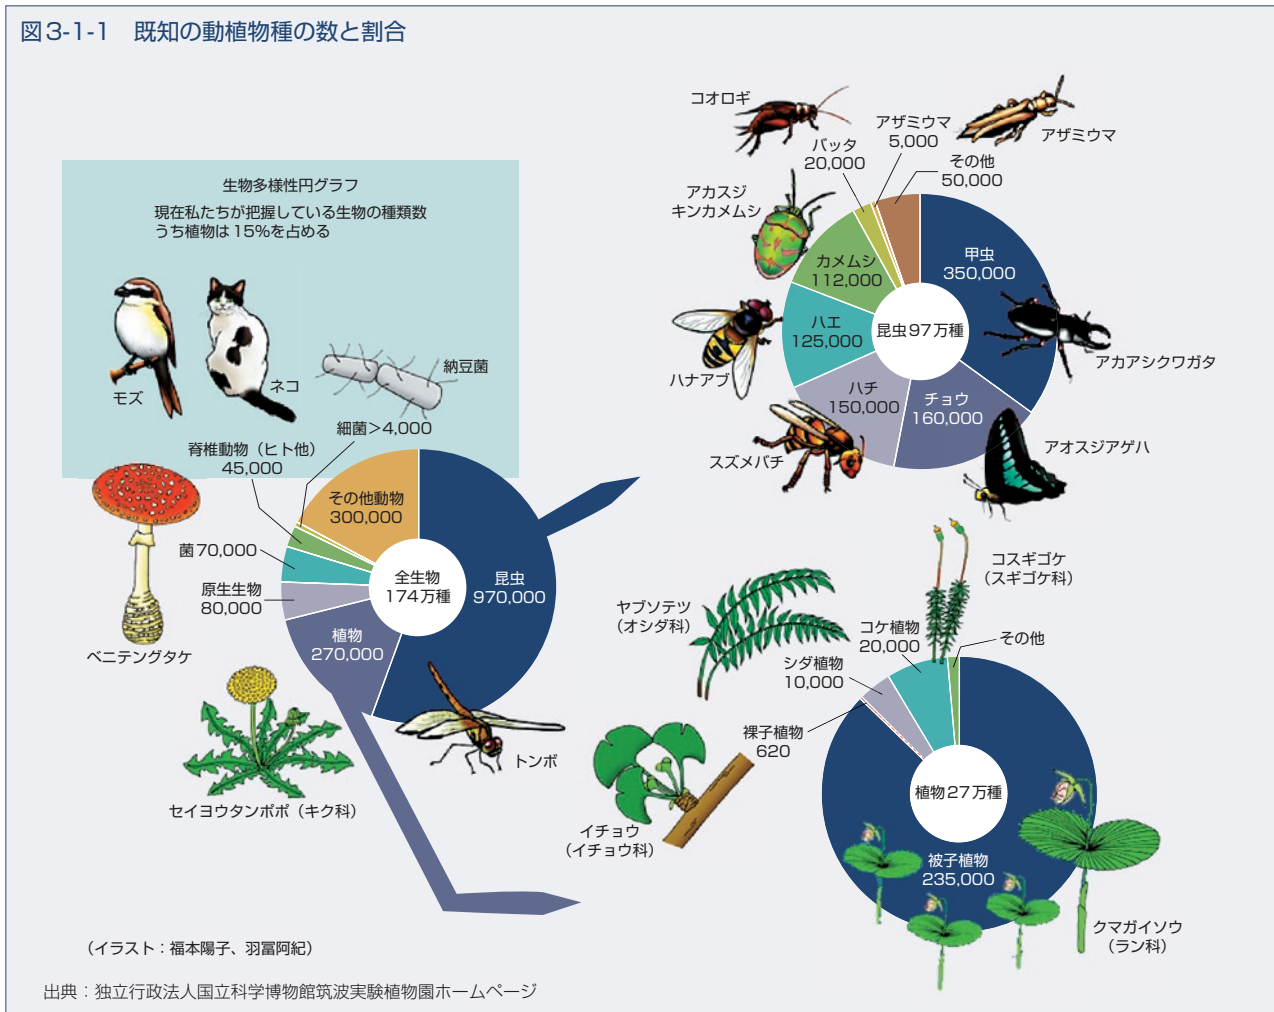 図3-1-1　既知の動植物種の数と割合
生物多様性円グラフ
現在私たちが把握している生物の種類数
うち植物は15%を占める
モズ
ネコ
納豆菌
細菌>4,000
脊椎動物（ヒト他）
45,000
その他動物
300,000
菌70,000
原生生物
80,000
全生物
174万種
昆虫
970,000
植物
270,000
ベニテングタケ
セイヨウタンポポ（キク科）
トンボ
コオロギ
アザミウマ
5,000
アザミウマ
バッタ
20,000
その他
50,000
アカスジ
キンカメムシ
カメムシ
112,000
甲虫
350,000
昆虫97万種
ハエ
125,000
ハナアブ
アカアシクワガタ
ハチ
150,000
チョウ
160,000
スズメバチ
アオスジアゲハ
コスギゴケ
（スギゴケ科）
ヤブソテツ
（オシダ科）
コケ植物
20,000
その他
シダ植物
10,000
裸子植物
620
植物27万種
イチョウ
（イチョウ科）
被子植物
235,000
クマガイソウ
（ラン科）
（イラスト：福本陽子、羽冨阿紀）
出典：独立行政法人国立科学博物館筑波実験植物園ホームページ